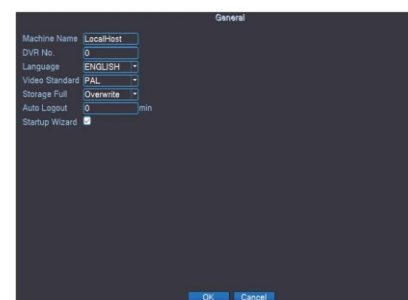 General
Machine Name LocalHost
DVR No. 0
Language ENGLISH
Video Standard PAL
Storage Full Overwrite
Auto Logout 0 min
Startup Wizard
OK Cancel